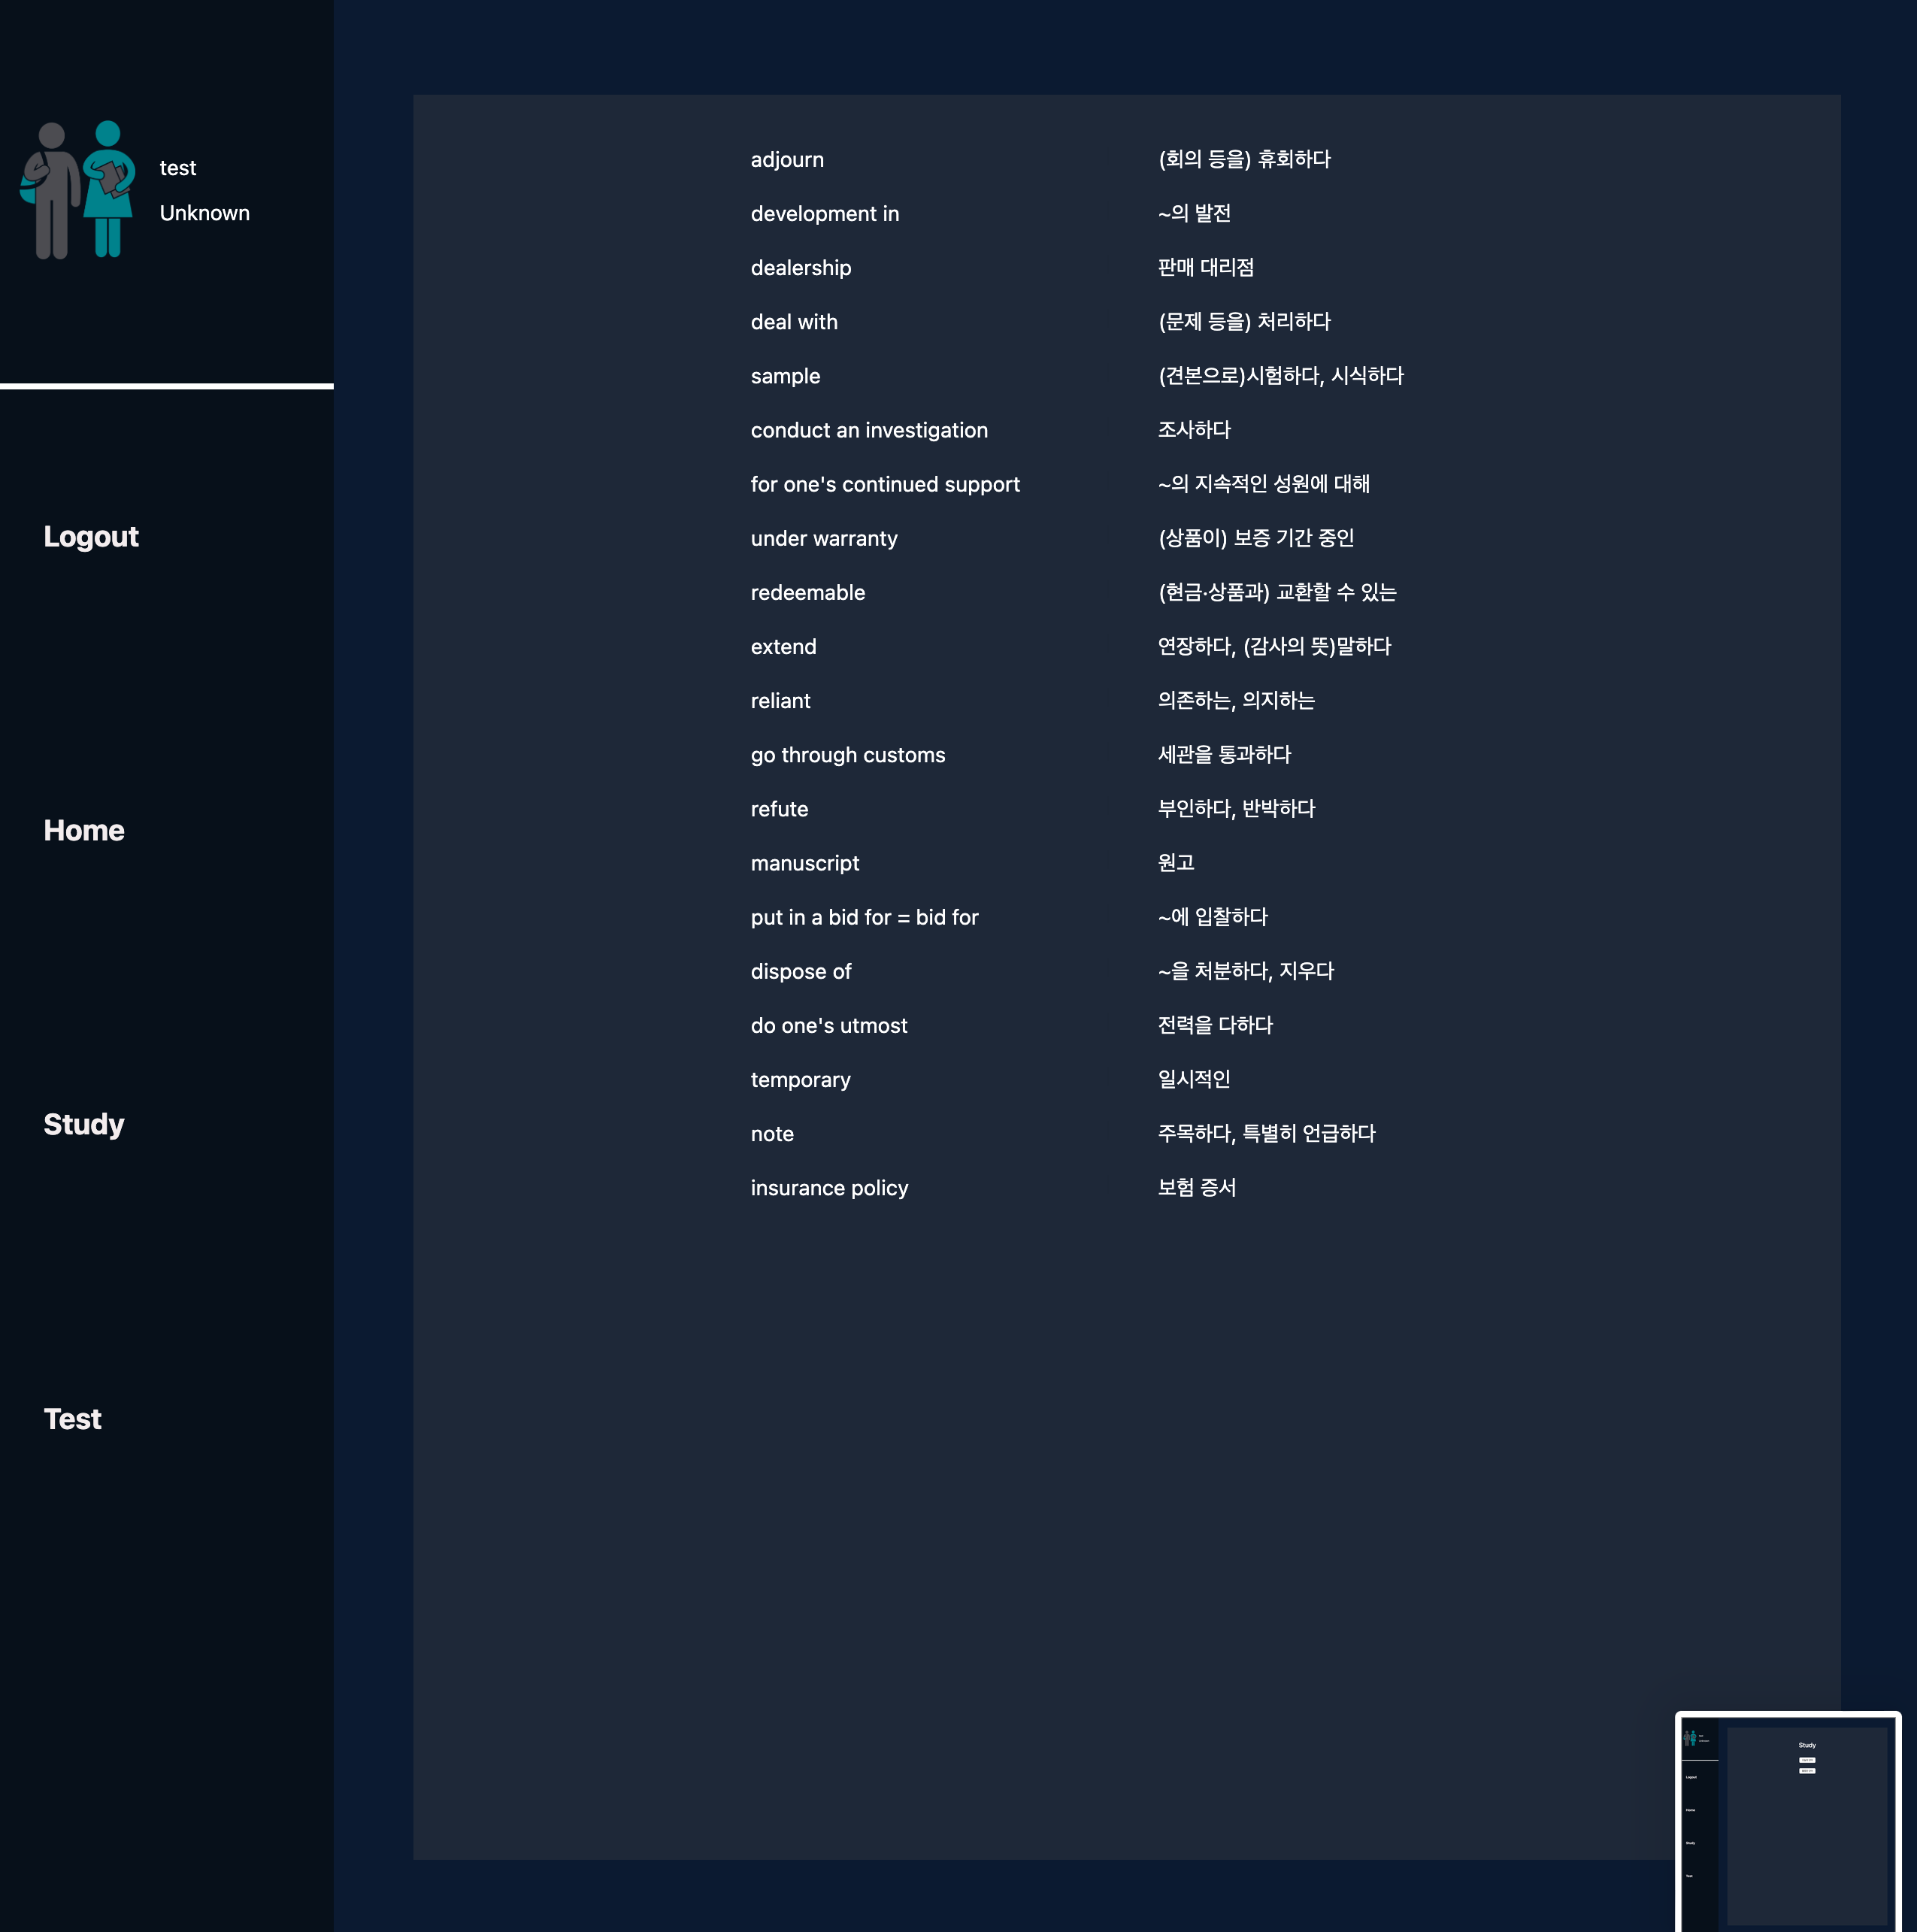 test
Unknown
Logout
Home
Study
Test
adjourn (회의 등을) 휴회하다
development in ~의 발전
dealership 판매 대리점
deal with (문제 등을) 처리하다
sample (견본으로)시험하다, 시식하다
conduct an investigation 조사하다
for one's continued support ~의 지속적인 성원에 대해
under warranty (상품이) 보증 기간 중인
redeemable (현금·상품과) 교환할 수 있는
extend 연장하다, (감사의 뜻)말하다
reliant 의존하는, 의지하는
go through customs 세관을 통과하다
refute 부인하다, 반박하다
manuscript 원고
put in a bid for = bid for ~에 입찰하다
dispose of ~을 처분하다, 지우다
do one's utmost 전력을 다하다
temporary 일시적인
note 주목하다, 특별히 언급하다
insurance policy 보험 증서
Study
Logout
Home
Study
Test